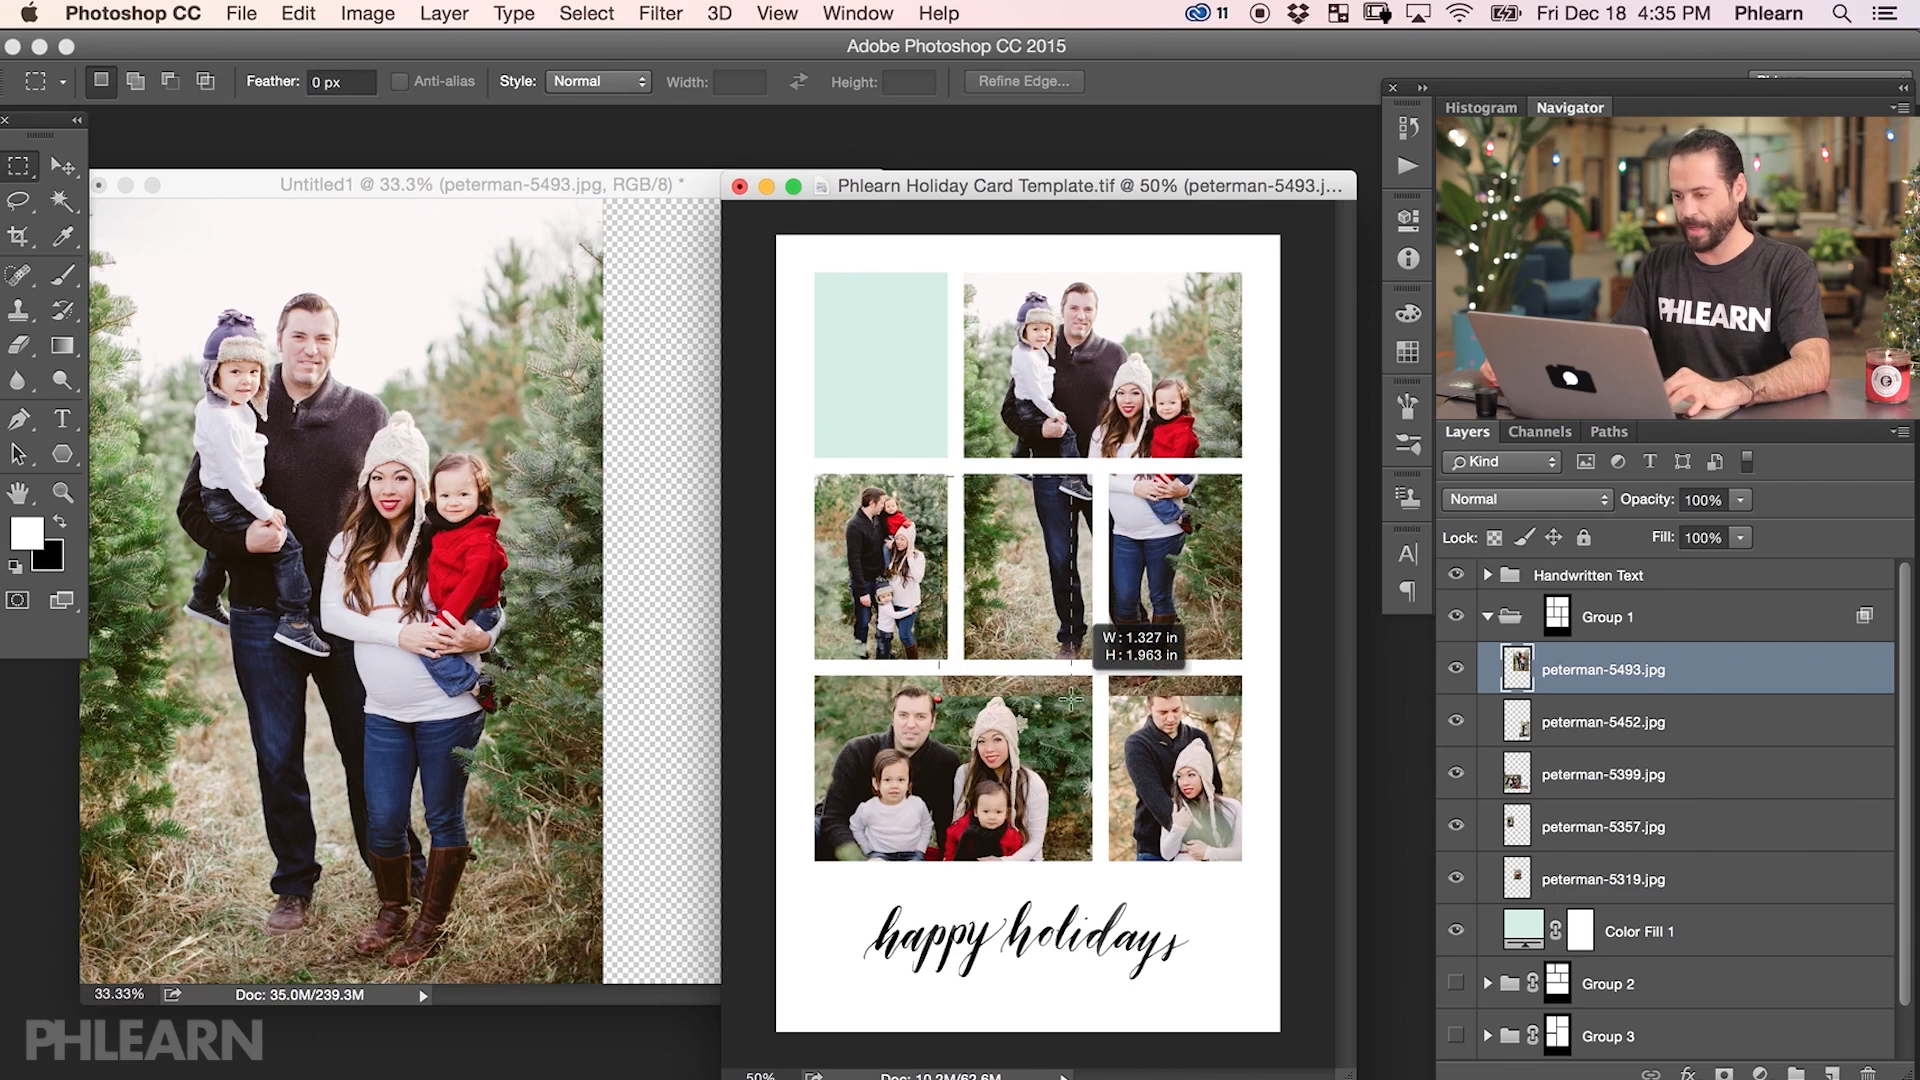 Photoshop CC File Edit Image Layer Type Select Filter 3D View Window Help 11 Fri Dec 18 4:35 PM Phlearn
Adobe Photoshop CC 2015
Feather: 0 px Anti-alias Style: Normal Width: Height: Refine Edge...
Histogram Navigator
Untitled1 @ 33.3% (peterman-5493.jpg, RGB/8) *
Phlearn Holiday Card Template.tif @ 50% (peterman-5493.j...
PHLEARN
Layers Channels Paths
Kind
Normal Opacity: 100%
Lock: Fill: 100%
Handwritten Text
Group 1
W: 1.327 in
H: 1.963 in
peterman-5493.jpg
peterman-5452.jpg
peterman-5399.jpg
peterman-5357.jpg
peterman-5319.jpg
Color Fill 1
Group 2
Group 3
happy holidays
33.33% Doc: 35.0M/239.3M
PHLEARN
50% Doc: 10.2M/62.6M